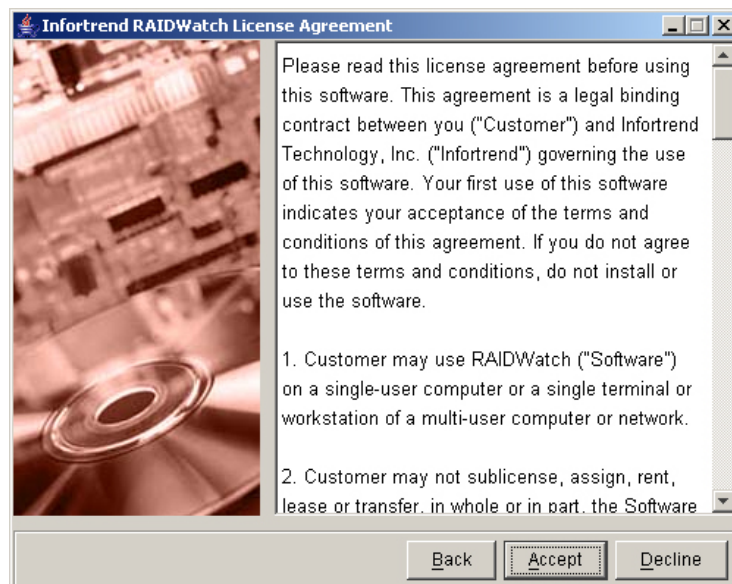 Infortrend RAIDWatch License Agreement
Please read this license agreement before using
this software. This agreement is a legal binding
contract between you ("Customer") and Infortrend
Technology, Inc. ("Infortrend") governing the use
of this software. Your first use of this software
indicates your acceptance of the terms and
conditions of this agreement. If you do not agree
to these terms and conditions, do not install or
use the software.
1. Customer may use RAIDWatch ("Software")
on a single-user computer or a single terminal or
workstation of a multi-user computer or network.
2. Customer may not sublicense, assign, rent,
lease or transfer, in whole or in part, the Software
Back Accept Decline